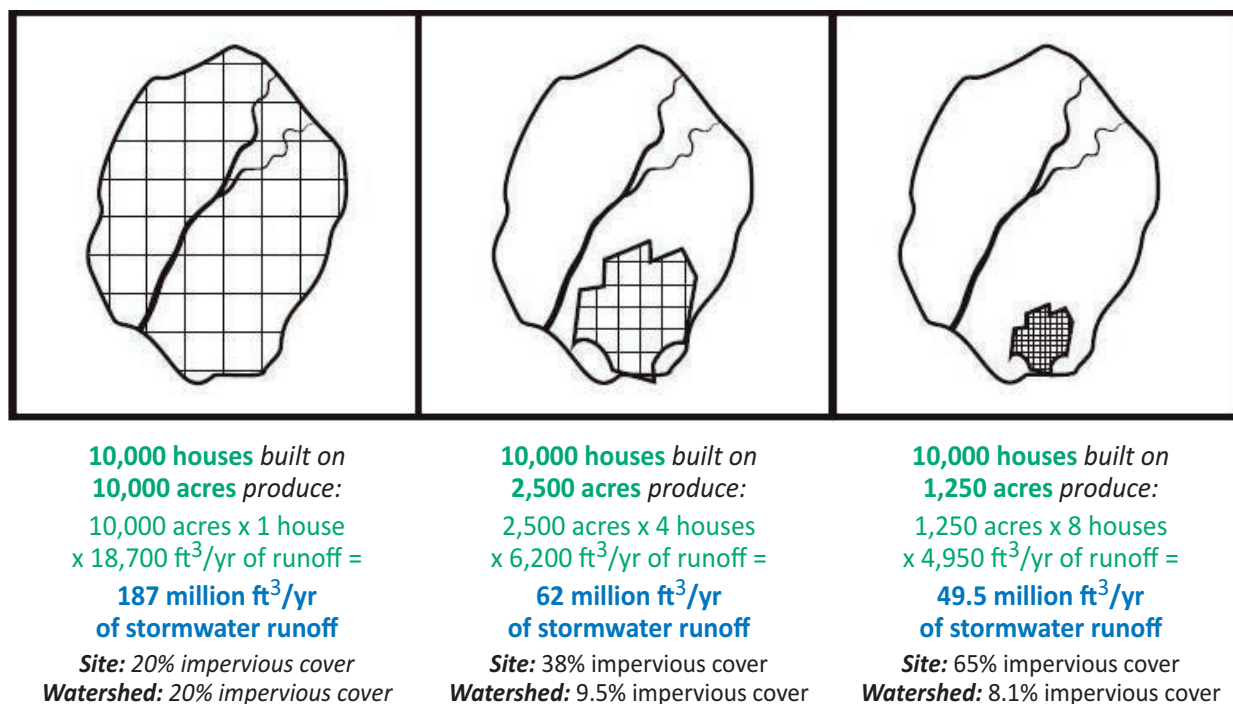 10,000 houses built on
10,000 acres produce:
10,000 acres x 1 house
x 18,700 ft³/yr of runoff =
187 million ft³/yr
of stormwater runoff
Site: 20% impervious cover
Watershed: 20% impervious cover
10,000 houses built on
2,500 acres produce:
2,500 acres x 4 houses
x 6,200 ft³/yr of runoff =
62 million ft³/yr
of stormwater runoff
Site: 38% impervious cover
Watershed: 9.5% impervious cover
10,000 houses built on
1,250 acres produce:
1,250 acres x 8 houses
x 4,950 ft³/yr of runoff =
49.5 million ft³/yr
of stormwater runoff
Site: 65% impervious cover
Watershed: 8.1% impervious cover